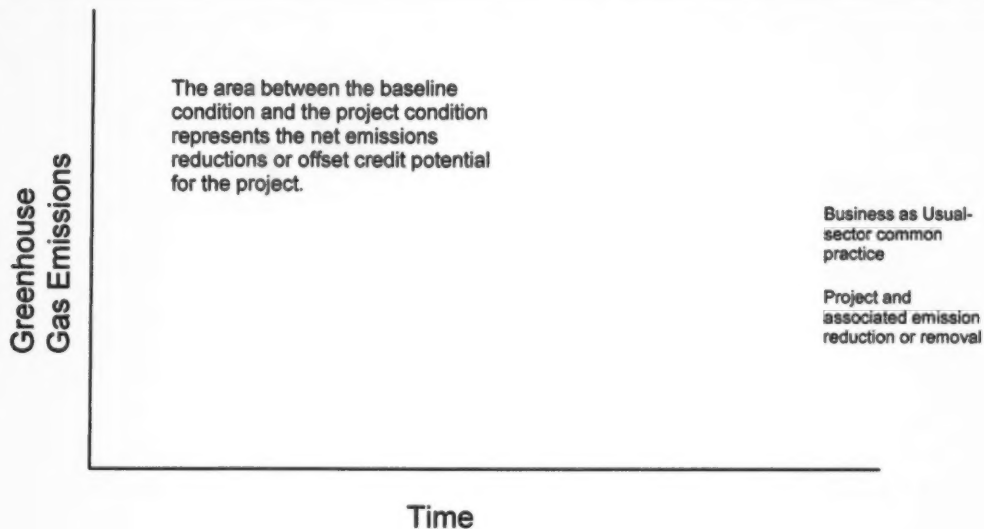 The area between the baseline
condition and the project condition
represents the net emissions
reductions or offset credit potential
for the project.
Greenhouse
Gas Emissions
Business as Usual-
sector common
practice
Project and
associated emission
reduction or removal
Time